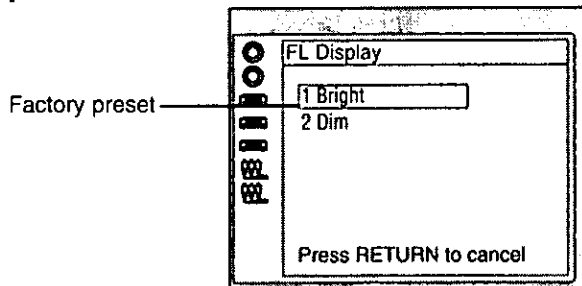 FL Display
Factory preset
1 Bright
2 Dim
Press RETURN to cancel